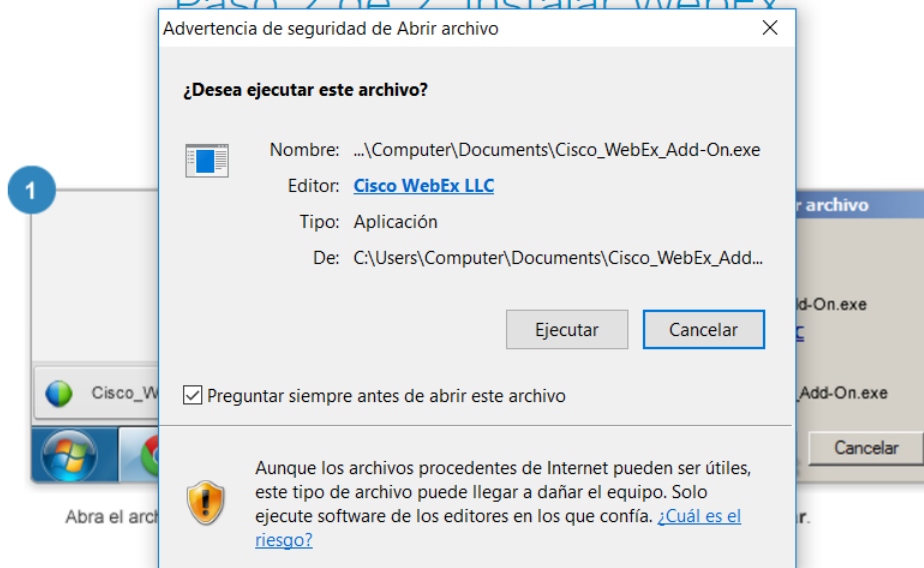 Paso 2 de 2: Instalar WebEx
Advertencia de seguridad de Abrir archivo
¿Desea ejecutar este archivo?
Nombre: ...\Computer\Documents\Cisco_WebEx_Add-On.exe
Editor: Cisco WebEx LLC
Tipo: Aplicación
De: C:\Users\Computer\Documents\Cisco_WebEx_Add...
Ejecutar
Cancelar
Preguntar siempre antes de abrir este archivo
Aunque los archivos procedentes de Internet pueden ser útiles,
este tipo de archivo puede llegar a dañar el equipo. Solo
ejecute software de los editores en los que confía. ¿Cuál es el
riesgo?
1
Cisco_W
Abra el arch
r archivo
d-On.exe
C
_Add-On.exe
Cancelar
r.